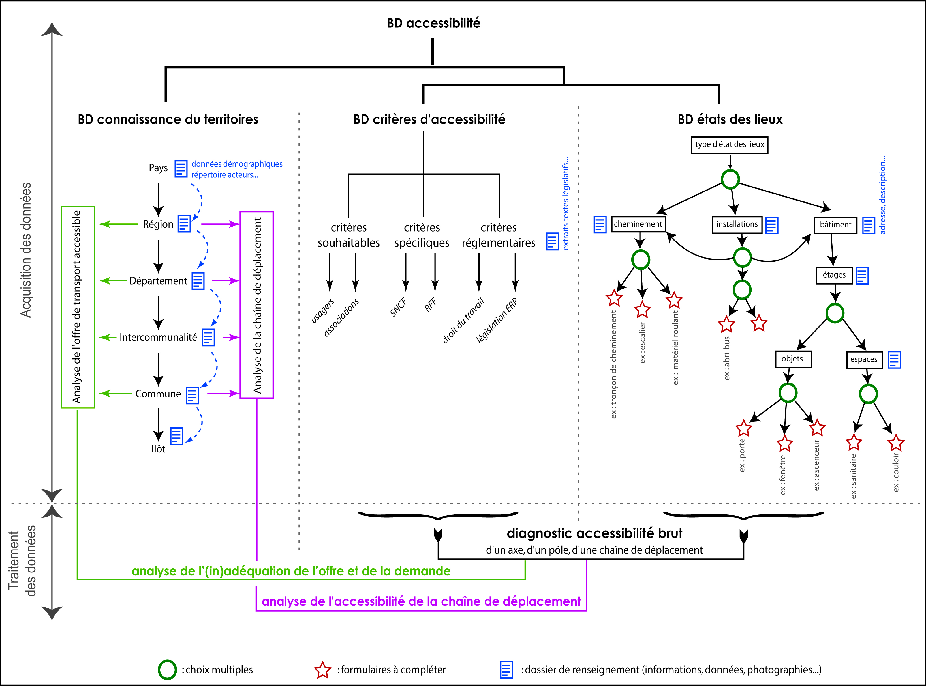 BD accessibilité
BD connaissance du territoires
BD critères d'accessibilité
BD états des lieux
Acquisition des données
Pays
données démographiques
répertoire acteurs...
Région
Département
Intercommunalité
Commune
Ilôt
Analyse de l'offre de transport accessible
Analyse de la chaîne de déplacement
critères
souhaitables
critères
spécifiques
critères
réglementaires
extraits textes législatifs...
usagers
associations
SNCF
RFF
droit du travail
législation ERP
type d'état des lieux
cheminement
installations
bâtiment
adresse, description...
étages
objets
espaces
ex : tronçon de cheminement
ex : escalier
ex : matériel roulant
ex : abri bus
ex : porte
ex : fenêtre
ex : ascenceur
ex : sanitaire
ex : couloir
Traitement
des données
diagnostic accessibilité brut
d'un axe, d'un pôle, d'une chaîne de déplacement
analyse de l'(in)adéquation de l'offre et de la demande
analyse de l'accessibilité de la chaîne de déplacement
: choix multiples
: formulaires à compléter
: dossier de renseignement (informations, données, photographies...)